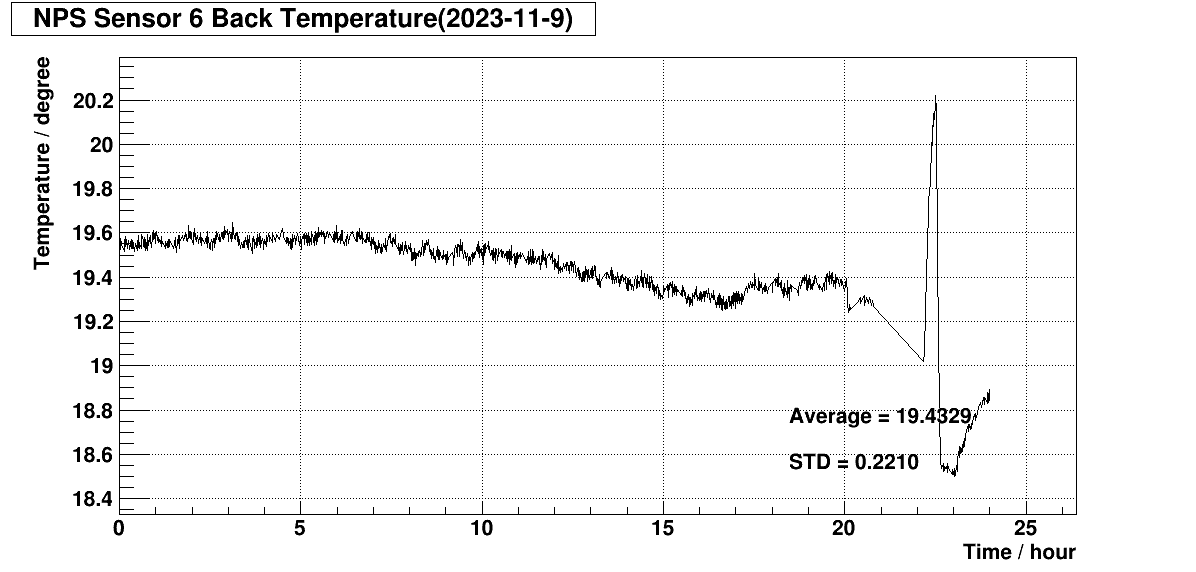 NPS Sensor 6 Back Temperature(2023-11-9)
Temperature / degree
20.2
20
19.8
19.6
19.4
19.2
19
18.8
18.6
18.4
Average = 19.4329
STD = 0.2210
0 5 10 15 20 25
Time / hour